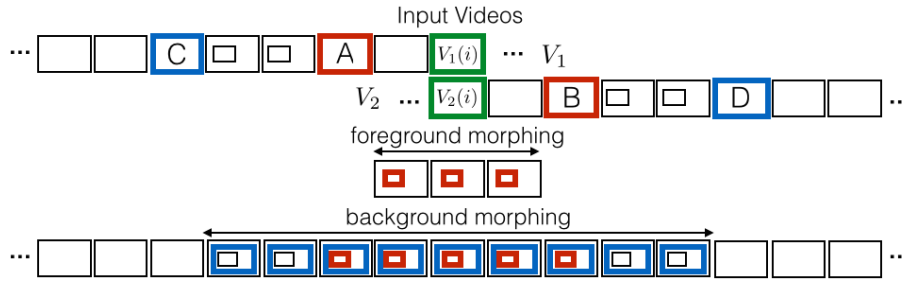 Input Videos
... C A V₁(i) ... V₁
V₂ ... V₂(i) B D ..
foreground morphing
background morphing
... ..